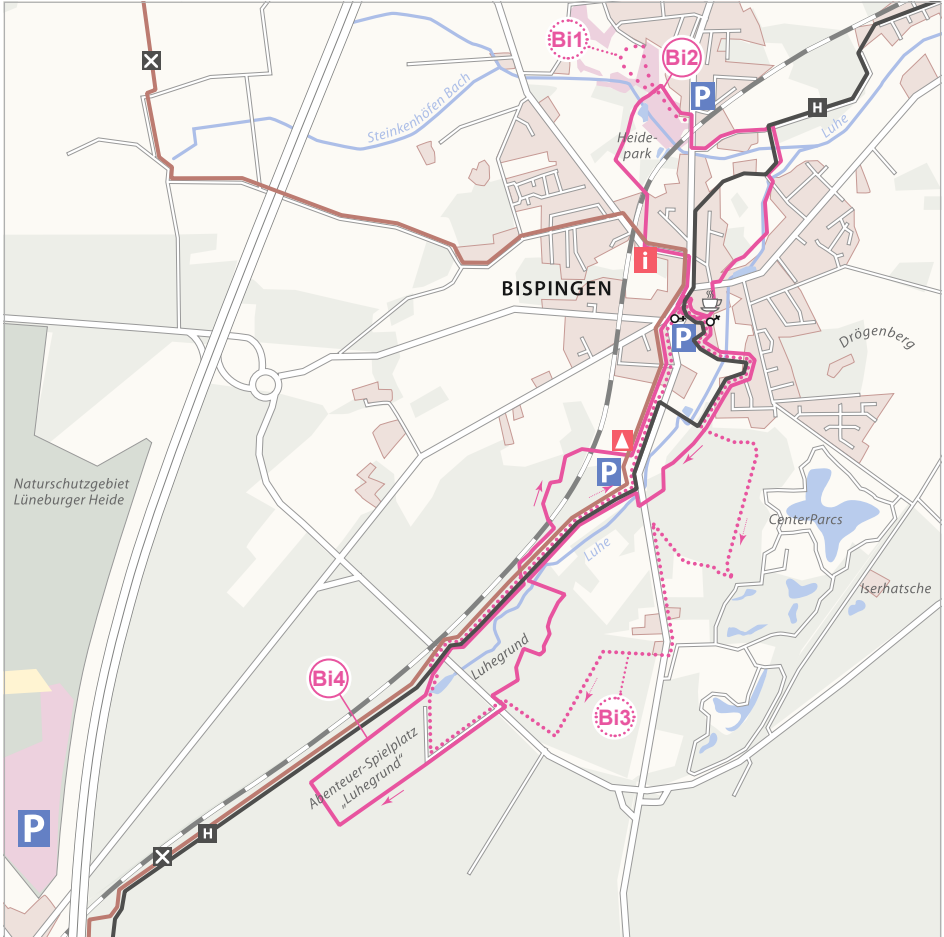 Bi1
Bi2
P
H
X
Steinkenhöfen Bach
Heide-
park
Luhe
i
BISPINGEN
P
Drögenberg
P
Naturschutzgebiet
Lüneburger Heide
CenterParcs
Luhe
Iserhatsche
Luhegrund
Bi4
Bi3
Abenteuer-Spielplatz
„Luhegrund“
P
H
X